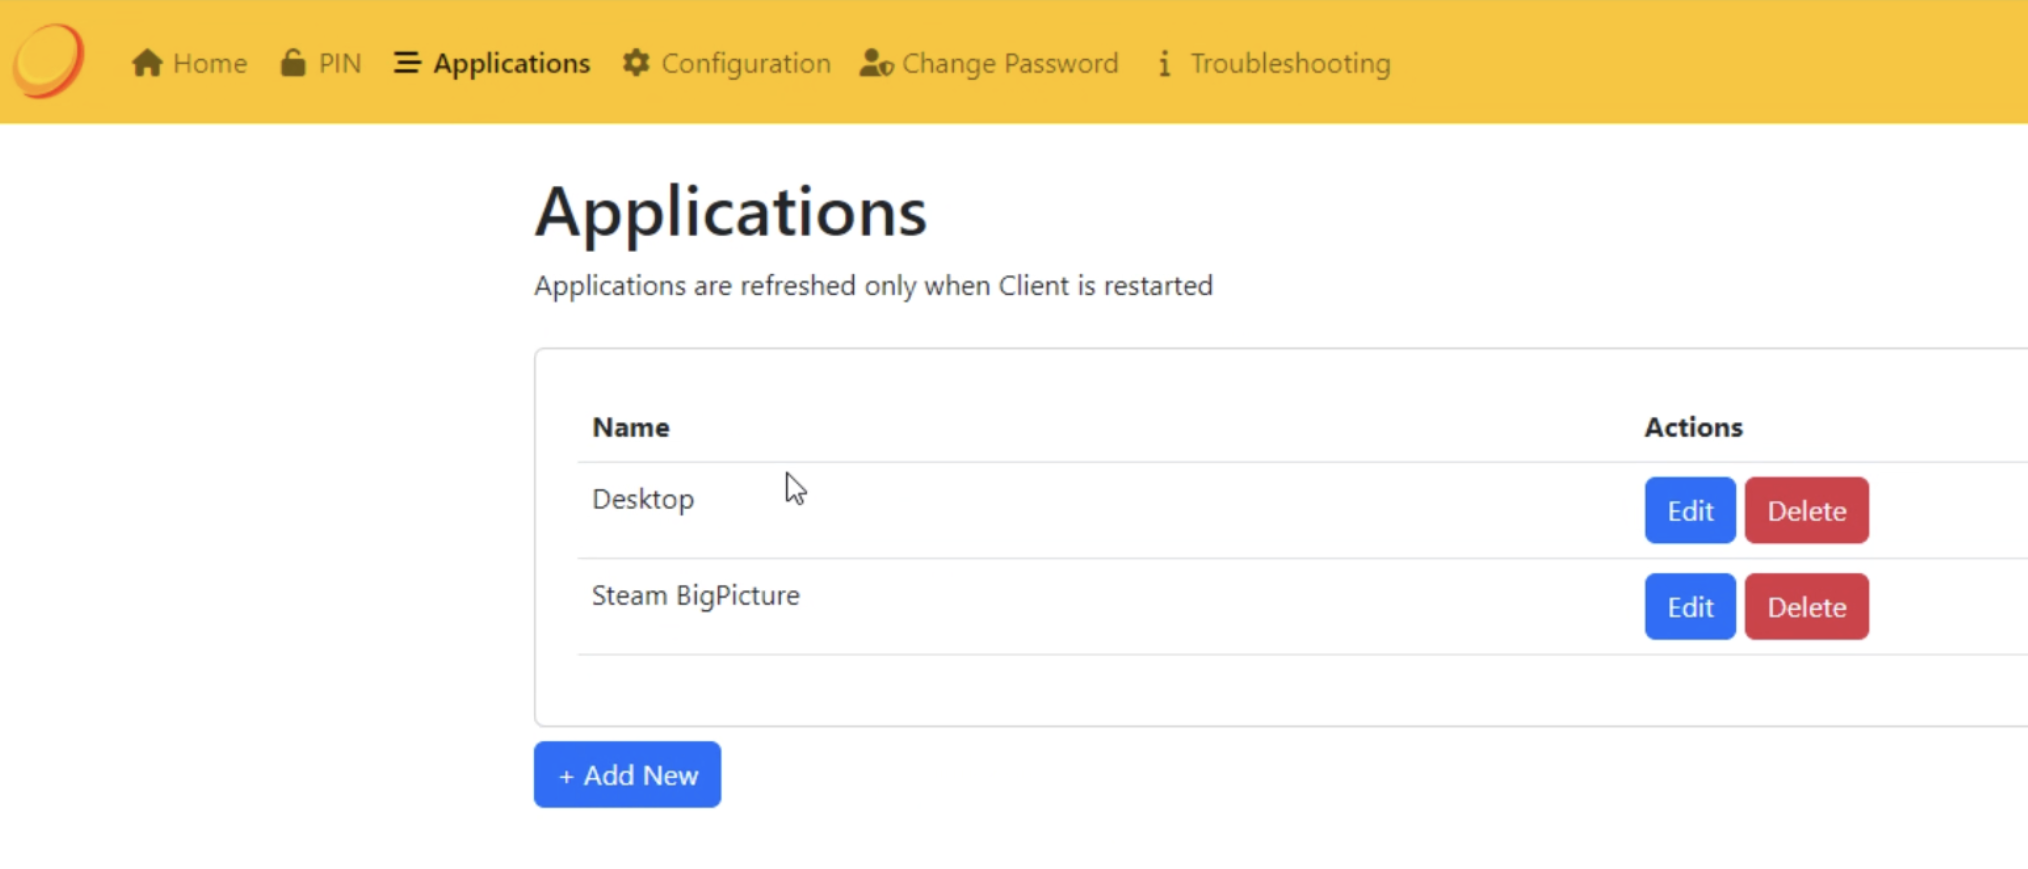 Home PIN Applications Configuration Change Password Troubleshooting
Applications
Applications are refreshed only when Client is restarted
Name Actions
Desktop Edit Delete
Steam BigPicture Edit Delete
+ Add New